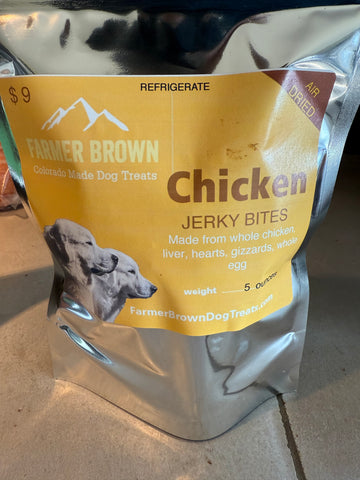 $ 9
REFRIGERATE
AIR
DRIED
FARMER BROWN
Colorado Made Dog Treats
Chicken
JERKY BITES
Made from whole chicken,
liver, hearts, gizzards, whole
egg
weight 5 ounces
FarmerBrownDogTreats.com